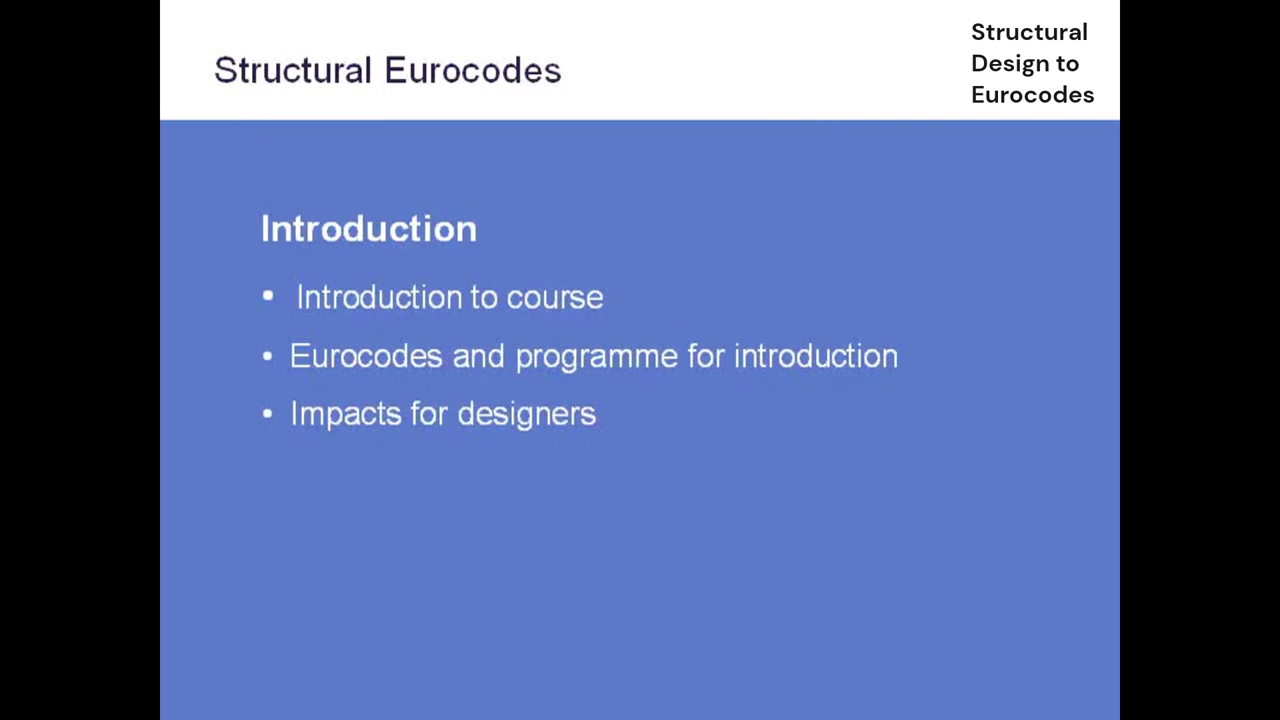 Structural Eurocodes
Structural
Design to
Eurocodes
Introduction
• Introduction to course
• Eurocodes and programme for introduction
• Impacts for designers